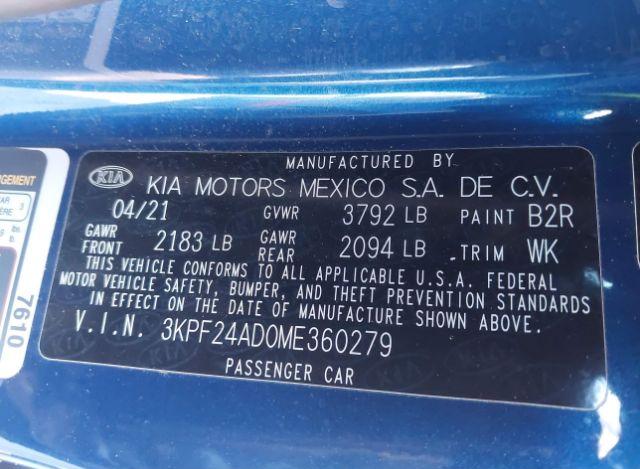 MANUFACTURED BY
KIA KIA MOTORS MEXICO S.A. DE C.V.
04/21 GVWR 3792 LB PAINT B2R
GAWR FRONT 2183 LB GAWR REAR 2094 LB TRIM WK
THIS VEHICLE CONFORMS TO ALL APPLICABLE U.S.A. FEDERAL
MOTOR VEHICLE SAFETY, BUMPER, AND THEFT PREVENTION STANDARDS
IN EFFECT ON THE DATE OF MANUFACTURE SHOWN ABOVE.
V.I.N. 3KPF24AD0ME360279
PASSENGER CAR
7610